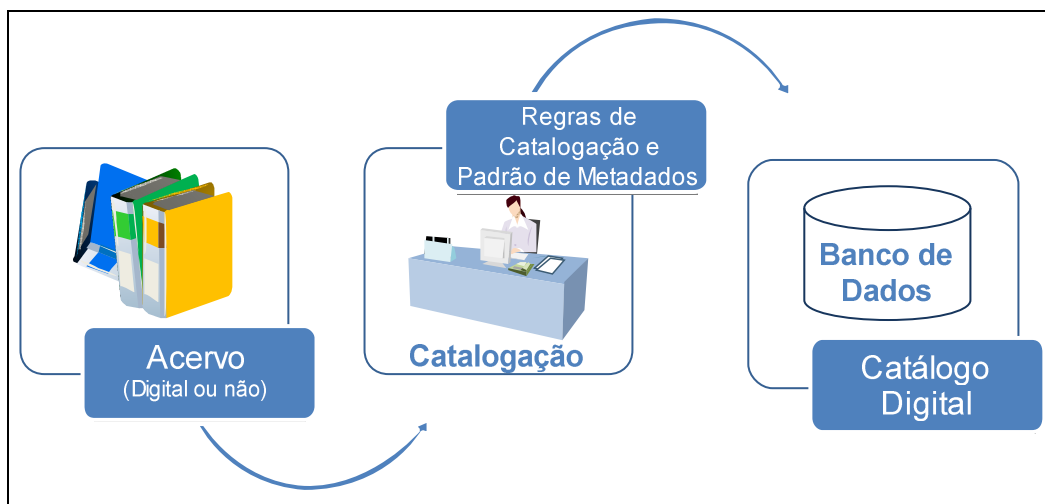 Acervo
(Digital ou não)
Regras de
Catalogação e
Padrão de Metadados
Catalogação
Banco de
Dados
Catálogo
Digital